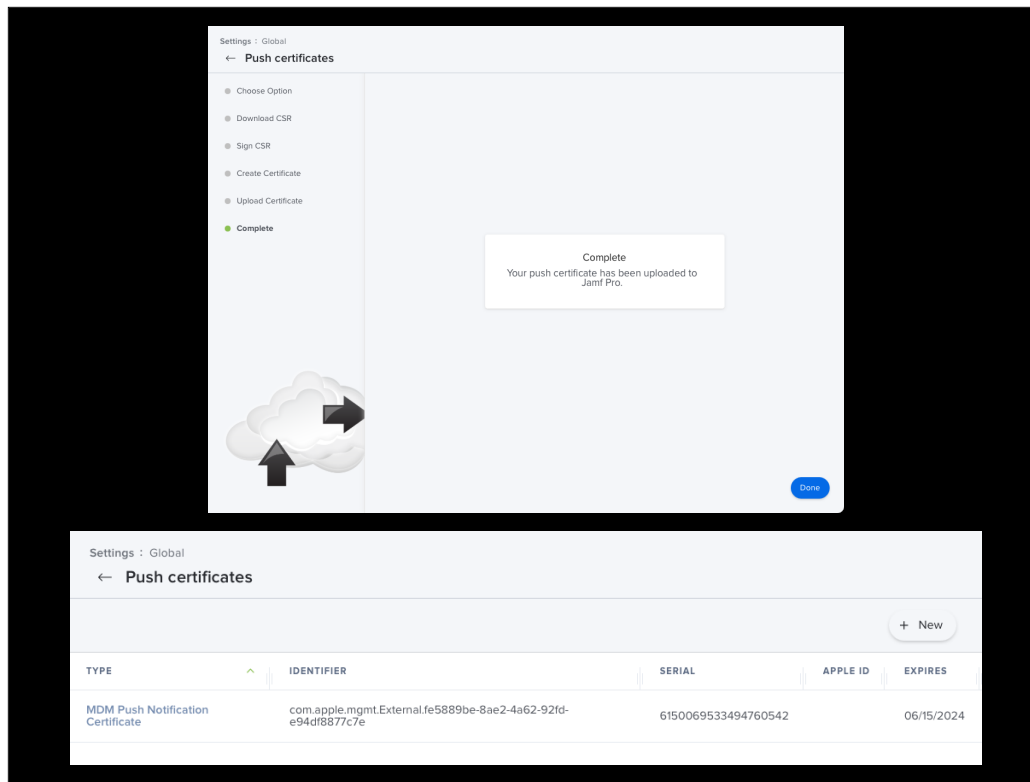 Settings : Global
← Push certificates
Choose Option
Download CSR
Sign CSR
Create Certificate
Upload Certificate
Complete
Complete
Your push certificate has been uploaded to
Jamf Pro.
Done
Settings : Global
← Push certificates
+ New
TYPE IDENTIFIER SERIAL APPLE ID EXPIRES
MDM Push Notification com.apple.mgmt.External.fe5889be-8ae2-4a62-92fd- 6150069533494760542 06/15/2024
Certificate e94df8877c7e